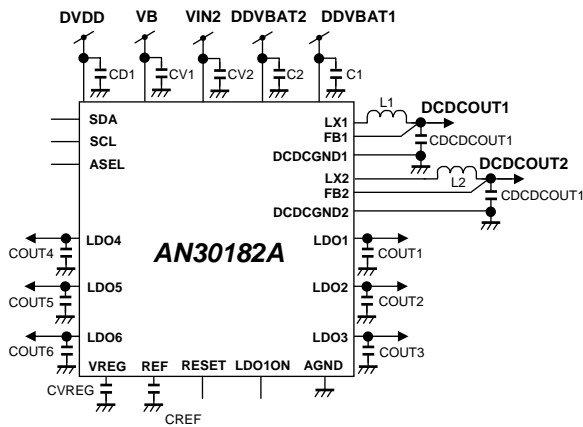 DVDD VB VIN2 DDVBAT2 DDVBAT1
CD1 CV1 CV2 C2 C1
SDA
SCL
ASEL
LX1 L1 DCDCOUT1
FB1
CDCDCOUT1
DCDCGND1
LX2 L2 DCDCOUT2
FB2
CDCDCOUT1
DCDCGND2
AN30182A
LDO4 LDO1
COUT4 COUT1
LDO5 LDO2
COUT5 COUT2
LDO6 LDO3
COUT6 COUT3
VREG REF RESET LDO1ON AGND
CVREG
CREF